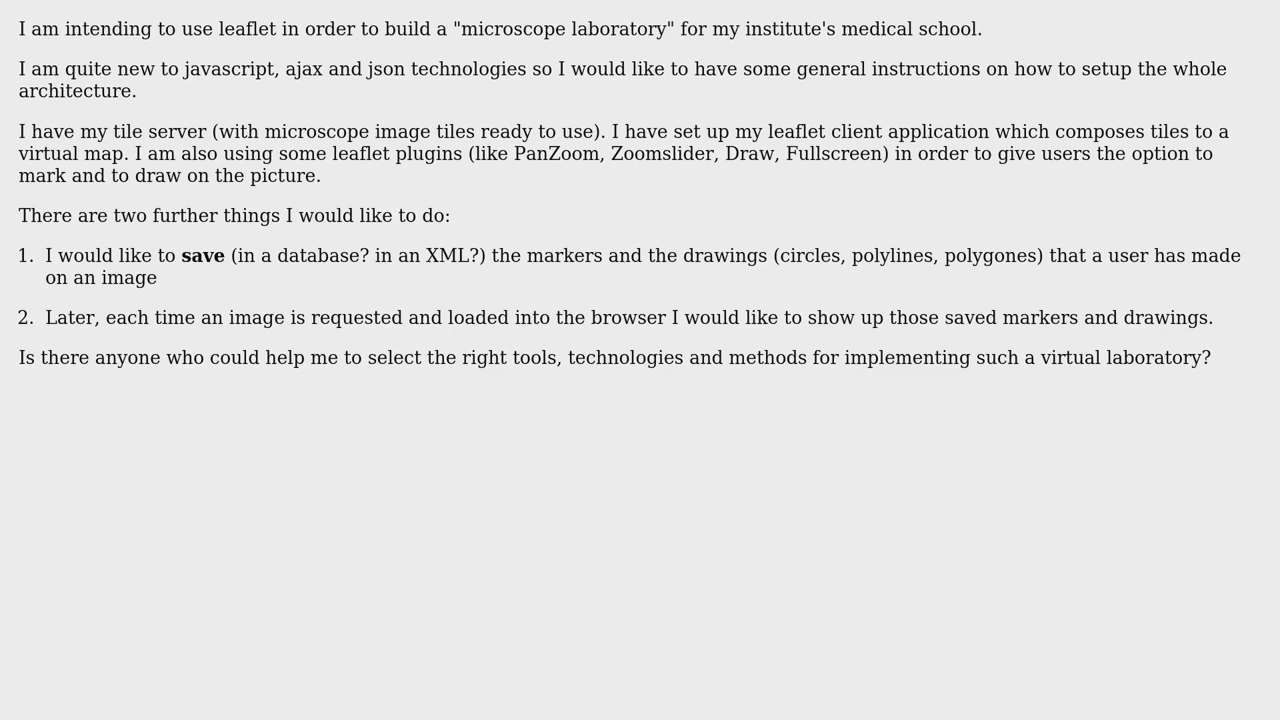 I am intending to use leaflet in order to build a "microscope laboratory" for my institute's medical school.
I am quite new to javascript, ajax and json technologies so I would like to have some general instructions on how to setup the whole
architecture.
I have my tile server (with microscope image tiles ready to use). I have set up my leaflet client application which composes tiles to a
virtual map. I am also using some leaflet plugins (like PanZoom, Zoomslider, Draw, Fullscreen) in order to give users the option to
mark and to draw on the picture.
There are two further things I would like to do:
1. I would like to save (in a database? in an XML?) the markers and the drawings (circles, polylines, polygones) that a user has made
on an image
2. Later, each time an image is requested and loaded into the browser I would like to show up those saved markers and drawings.
Is there anyone who could help me to select the right tools, technologies and methods for implementing such a virtual laboratory?